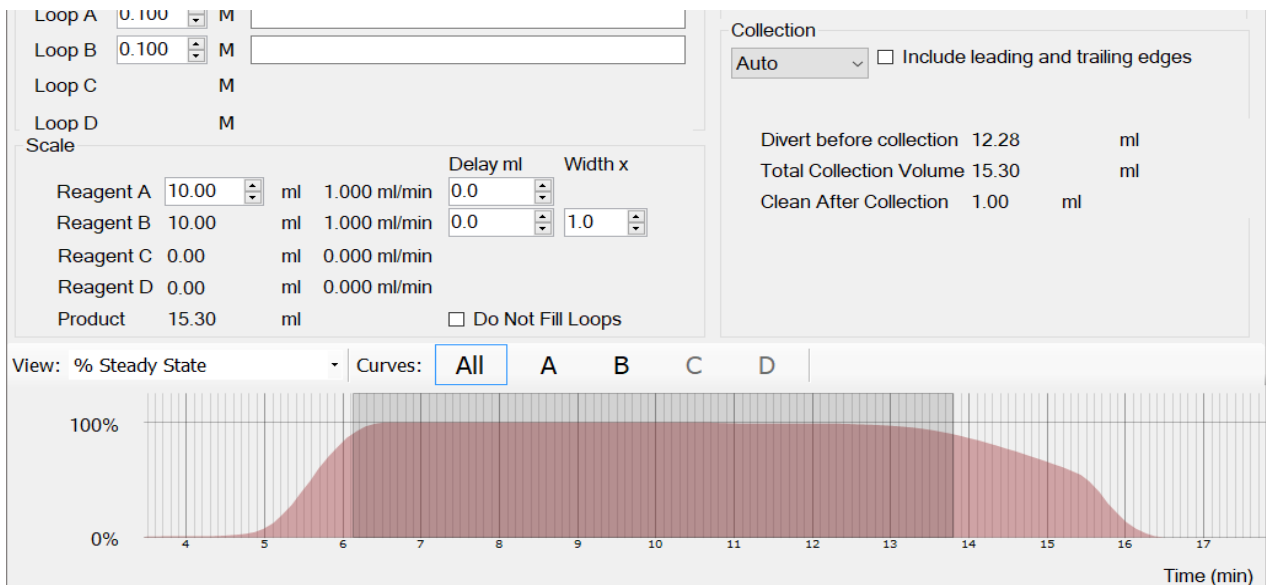 Loop A 0.100 M
Loop B 0.100 M
Loop C M
Loop D M
Scale
Delay ml Width x
Reagent A 10.00 ml 1.000 ml/min 0.0
Reagent B 10.00 ml 1.000 ml/min 0.0 1.0
Reagent C 0.00 ml 0.000 ml/min
Reagent D 0.00 ml 0.000 ml/min
Product 15.30 ml Do Not Fill Loops
Collection
Auto Include leading and trailing edges
Divert before collection 12.28 ml
Total Collection Volume 15.30 ml
Clean After Collection 1.00 ml
View: % Steady State Curves: All A B C D
100%
0%
4 5 6 7 8 9 10 11 12 13 14 15 16 17
Time (min)